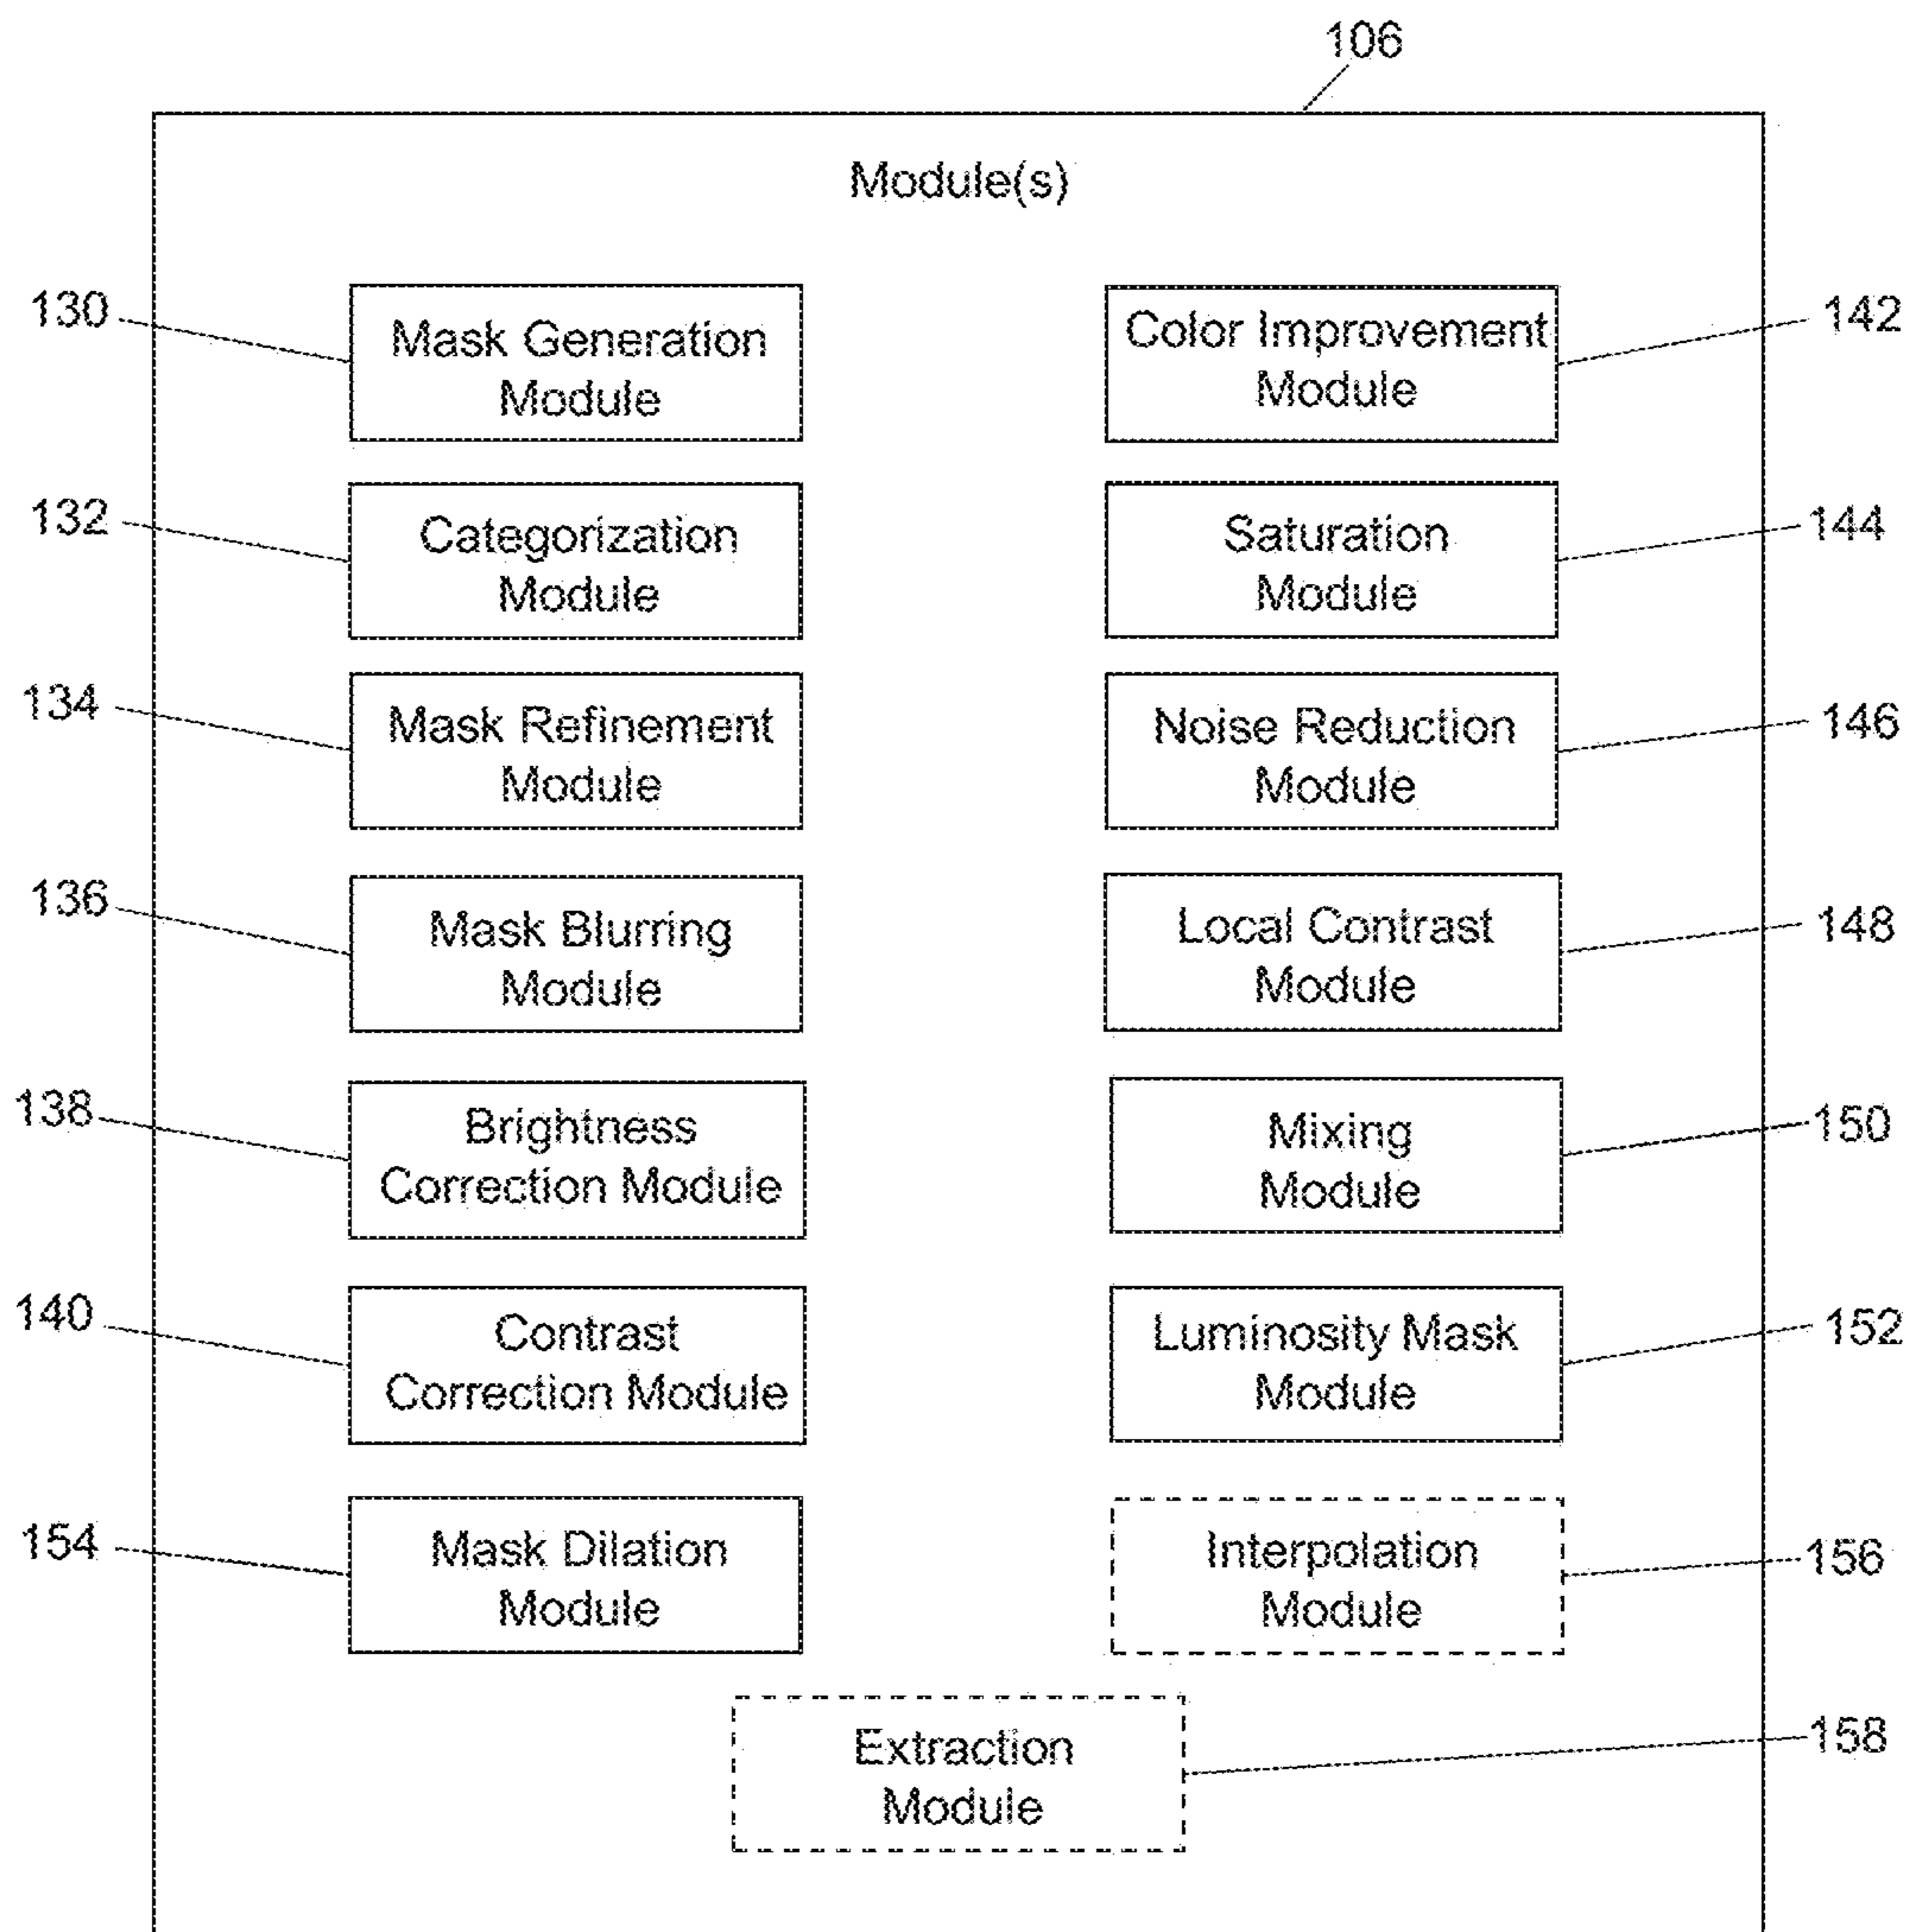 106
Module(s)
130
Mask Generation
Module
Color Improvement
Module
142
132
Categorization
Module
Saturation
Module
144
134
Mask Refinement
Module
Noise Reduction
Module
146
136
Mask Blurring
Module
Local Contrast
Module
148
138
Brightness
Correction Module
Mixing
Module
150
140
Contrast
Correction Module
Luminosity Mask
Module
152
154
Mask Dilation
Module
Interpolation
Module
156
Extraction
Module
158